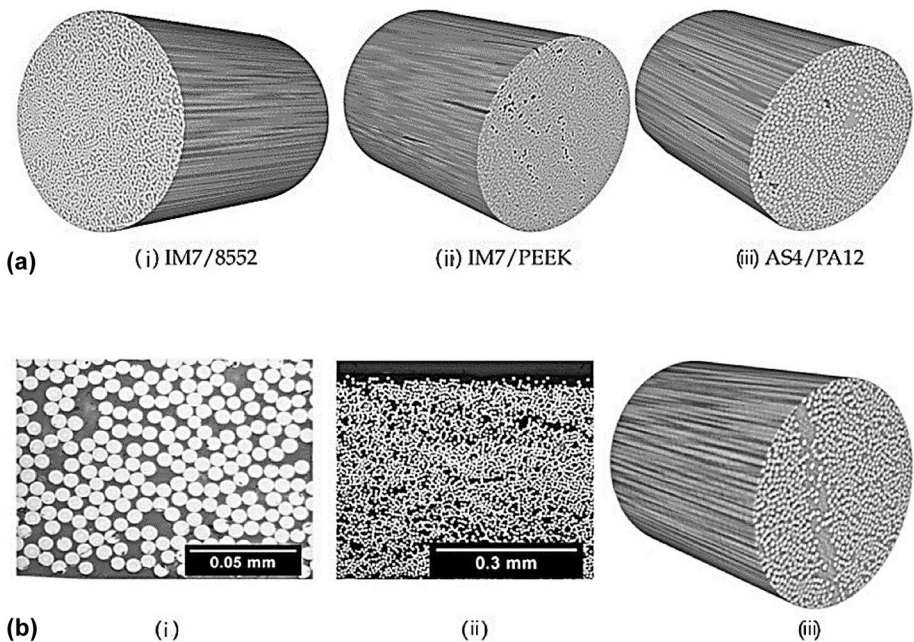 (a)
(i) IM7/8552
(ii) IM7/PEEK
(iii) AS4/PA12
0.05 mm
0.3 mm
(b)
(i)
(ii)
(iii)